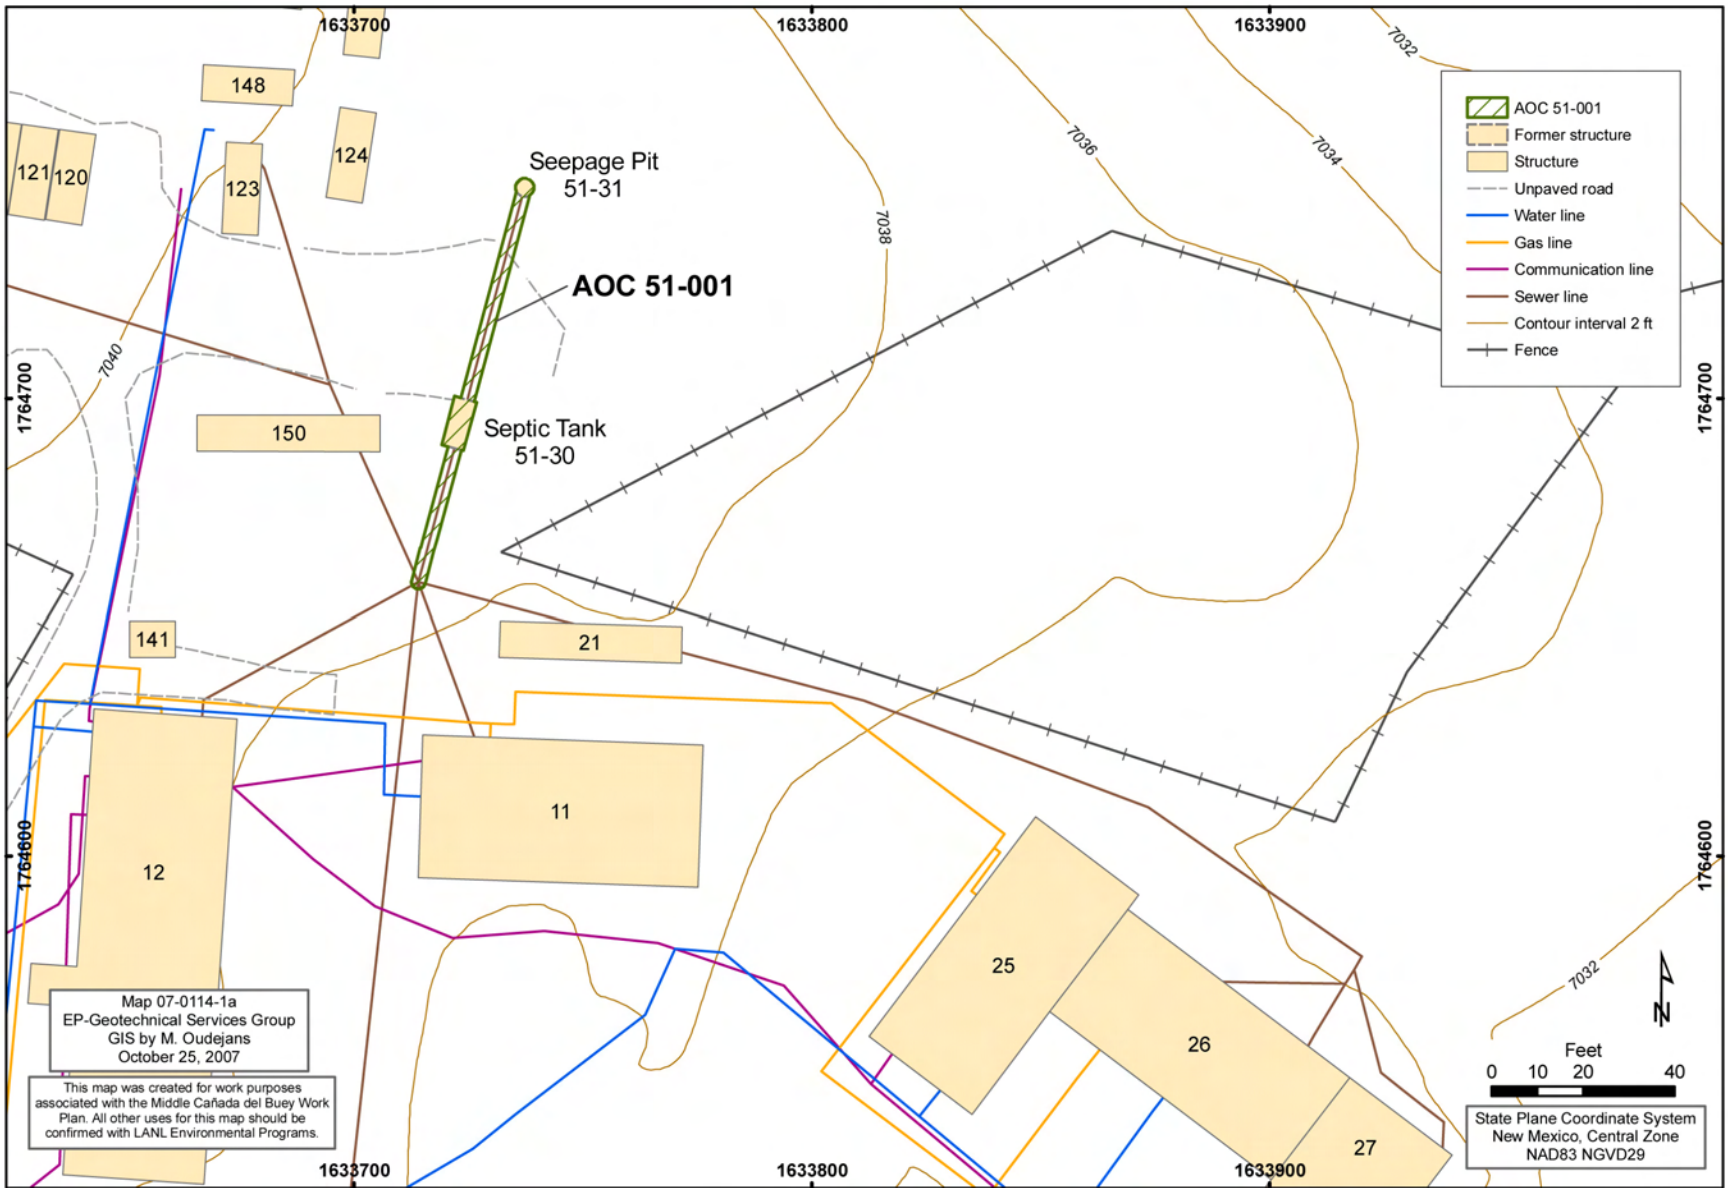 1633700
1633800
1633900
7032
148
124
121
120
123
Seepage Pit
51-31
7036
7034
7038
AOC 51-001
AOC 51-001
Former structure
Structure
Unpaved road
Water line
Gas line
Communication line
Sewer line
Contour interval 2 ft
Fence
7040
1764700
1764700
150
Septic Tank
51-30
141
21
11
12
1764600
1764600
25
26
27
7032
Map 07-0114-1a
EP-Geotechnical Services Group
GIS by M. Oudejans
October 25, 2007
This map was created for work purposes
associated with the Middle Cañada del Buey Work
Plan. All other uses for this map should be
confirmed with LANL Environmental Programs.
N
Feet
0 10 20 40
State Plane Coordinate System
New Mexico, Central Zone
NAD83 NGVD29
1633700
1633800
1633900